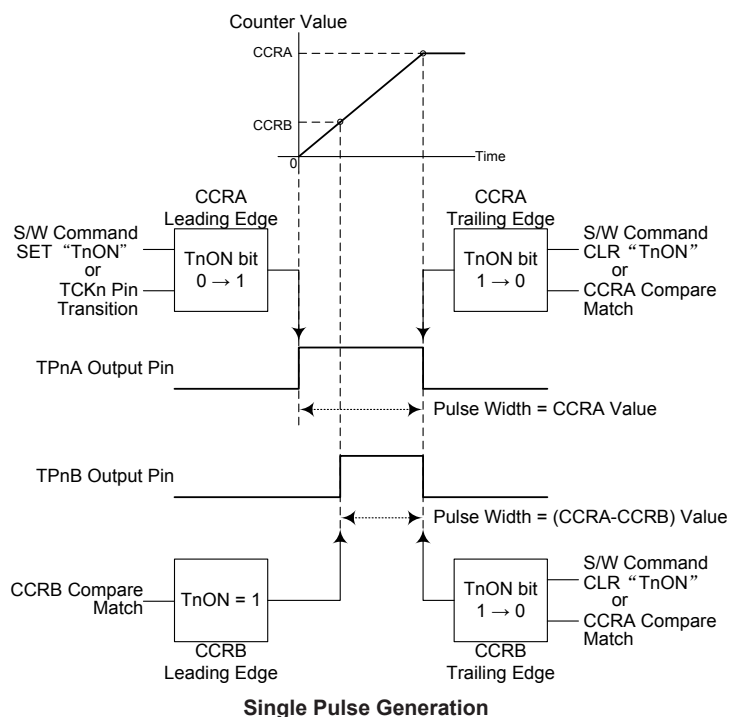 Counter Value
CCRA
CCRB
0
Time
CCRA
Leading Edge
S/W Command
SET “TnON”
or
TCKn Pin
Transition
TnON bit
0 → 1
CCRA
Trailing Edge
TnON bit
1 → 0
S/W Command
CLR “TnON”
or
CCRA Compare
Match
TPnA Output Pin
Pulse Width = CCRA Value
TPnB Output Pin
Pulse Width = (CCRA-CCRB) Value
CCRB Compare
Match
TnON = 1
CCRB
Leading Edge
TnON bit
1 → 0
CCRB
Trailing Edge
S/W Command
CLR “TnON”
or
CCRA Compare
Match
Single Pulse Generation